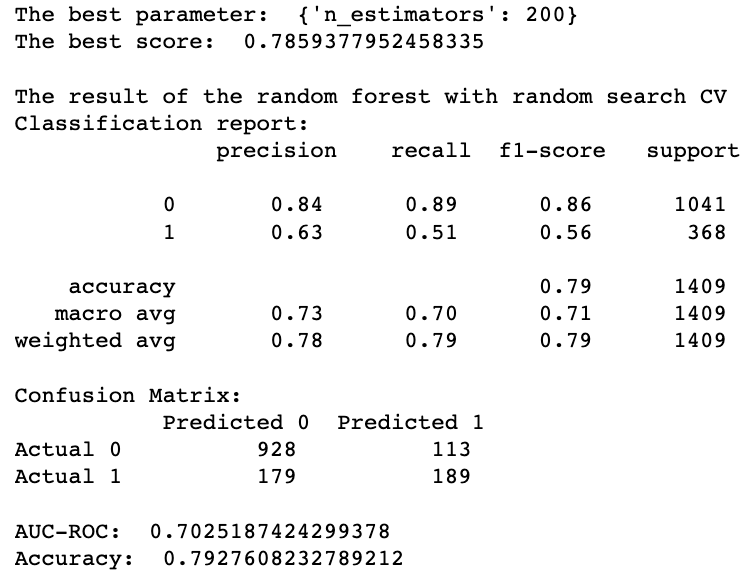 The best parameter:  {'n_estimators': 200}
The best score:  0.7859377952458335
The result of the random forest with random search CV
Classification report:
precision recall f1-score support
0 0.84 0.89 0.86 1041
1 0.63 0.51 0.56 368
accuracy 0.79 1409
macro avg 0.73 0.70 0.71 1409
weighted avg 0.78 0.79 0.79 1409
Confusion Matrix:
Predicted 0 Predicted 1
Actual 0 928 113
Actual 1 179 189
AUC-ROC:  0.7025187424299378
Accuracy:  0.7927608232789212